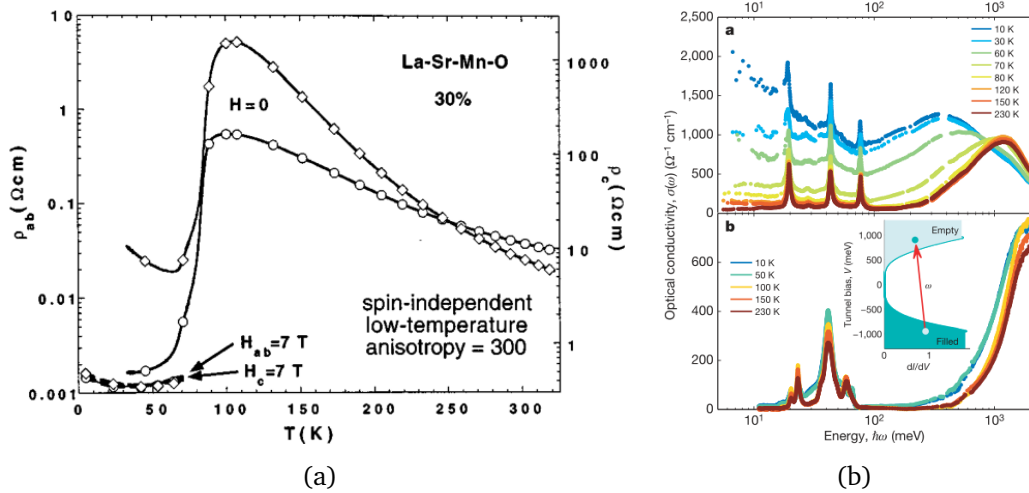 10
1
0.1
0.01
0.001
ρab(Ωcm)
0 50 100 150 200 250 300
T(K)
1000
100
10
1
ρc(Ωcm)
La-Sr-Mn-O
30%
H=0
spin-independent
low-temperature
anisotropy = 300
Hab=7 T
Hc=7 T
(a)
10¹ 10² 10³
2,500
2,000
1,500
1,000
500
0
a
10 K
30 K
60 K
70 K
80 K
120 K
150 K
230 K
Optical conductivity, σ(ω) (Ω⁻¹ cm⁻¹)
600
400
200
0
b
10 K
50 K
100 K
150 K
230 K
Tunnel bias, V (meV)
1,000
500
0
−500
−1,000
Empty
ω
Filled
0 1
dI/dV
10¹ 10² 10³
Energy, ħω (meV)
(b)